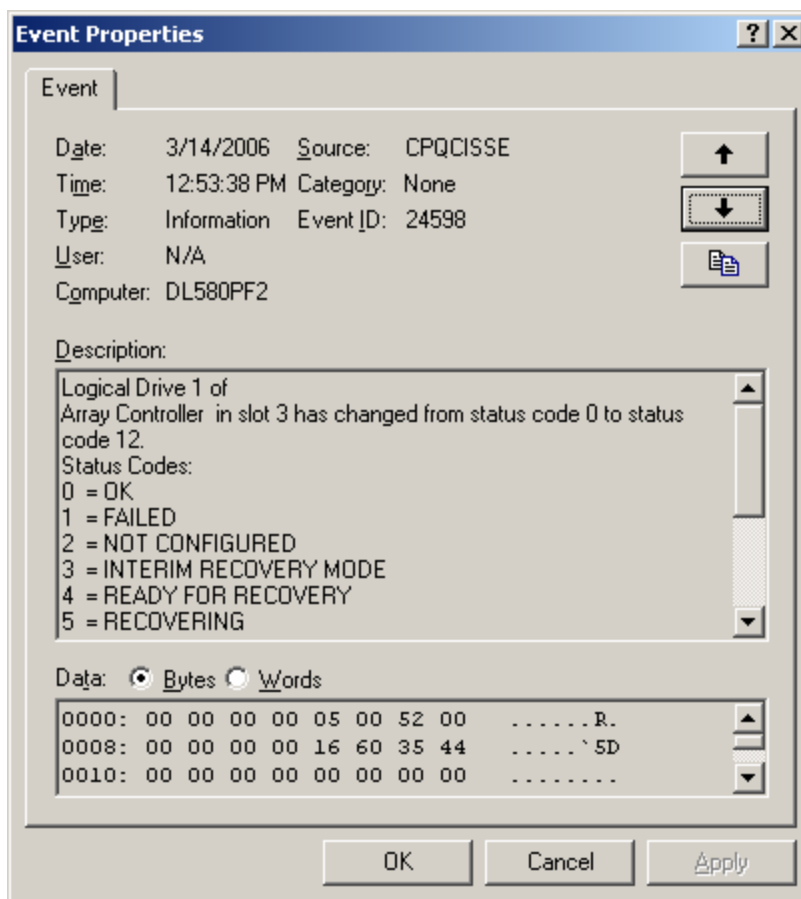 Event Properties
Event
Date: 3/14/2006 Source: CPQCISSE
Time: 12:53:38 PM Category: None
Type: Information Event ID: 24598
User: N/A
Computer: DL580PF2
Description:
Logical Drive 1 of
Array Controller  in slot 3 has changed from status code 0 to status
code 12.
Status Codes:
0 = OK
1 = FAILED
2 = NOT CONFIGURED
3 = INTERIM RECOVERY MODE
4 = READY FOR RECOVERY
5 = RECOVERING
Data: Bytes Words
0000: 00 00 00 00 05 00 52 00 ......R.
0008: 00 00 00 00 16 60 35 44 .....`5D
0010: 00 00 00 00 00 00 00 00 ........
OK Cancel Apply